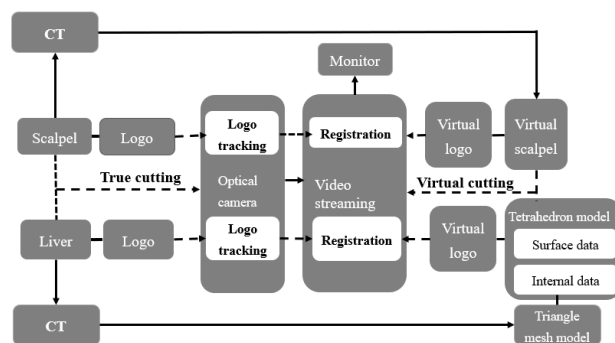 CT
Monitor
Scalpel
Logo
Logo
tracking
Registration
Virtual
logo
Virtual
scalpel
True cutting
Optical
camera
Video
streaming
Virtual cutting
Liver
Logo
Logo
tracking
Registration
Virtual
logo
Tetrahedron model
Surface data
Internal data
CT
Triangle
mesh model